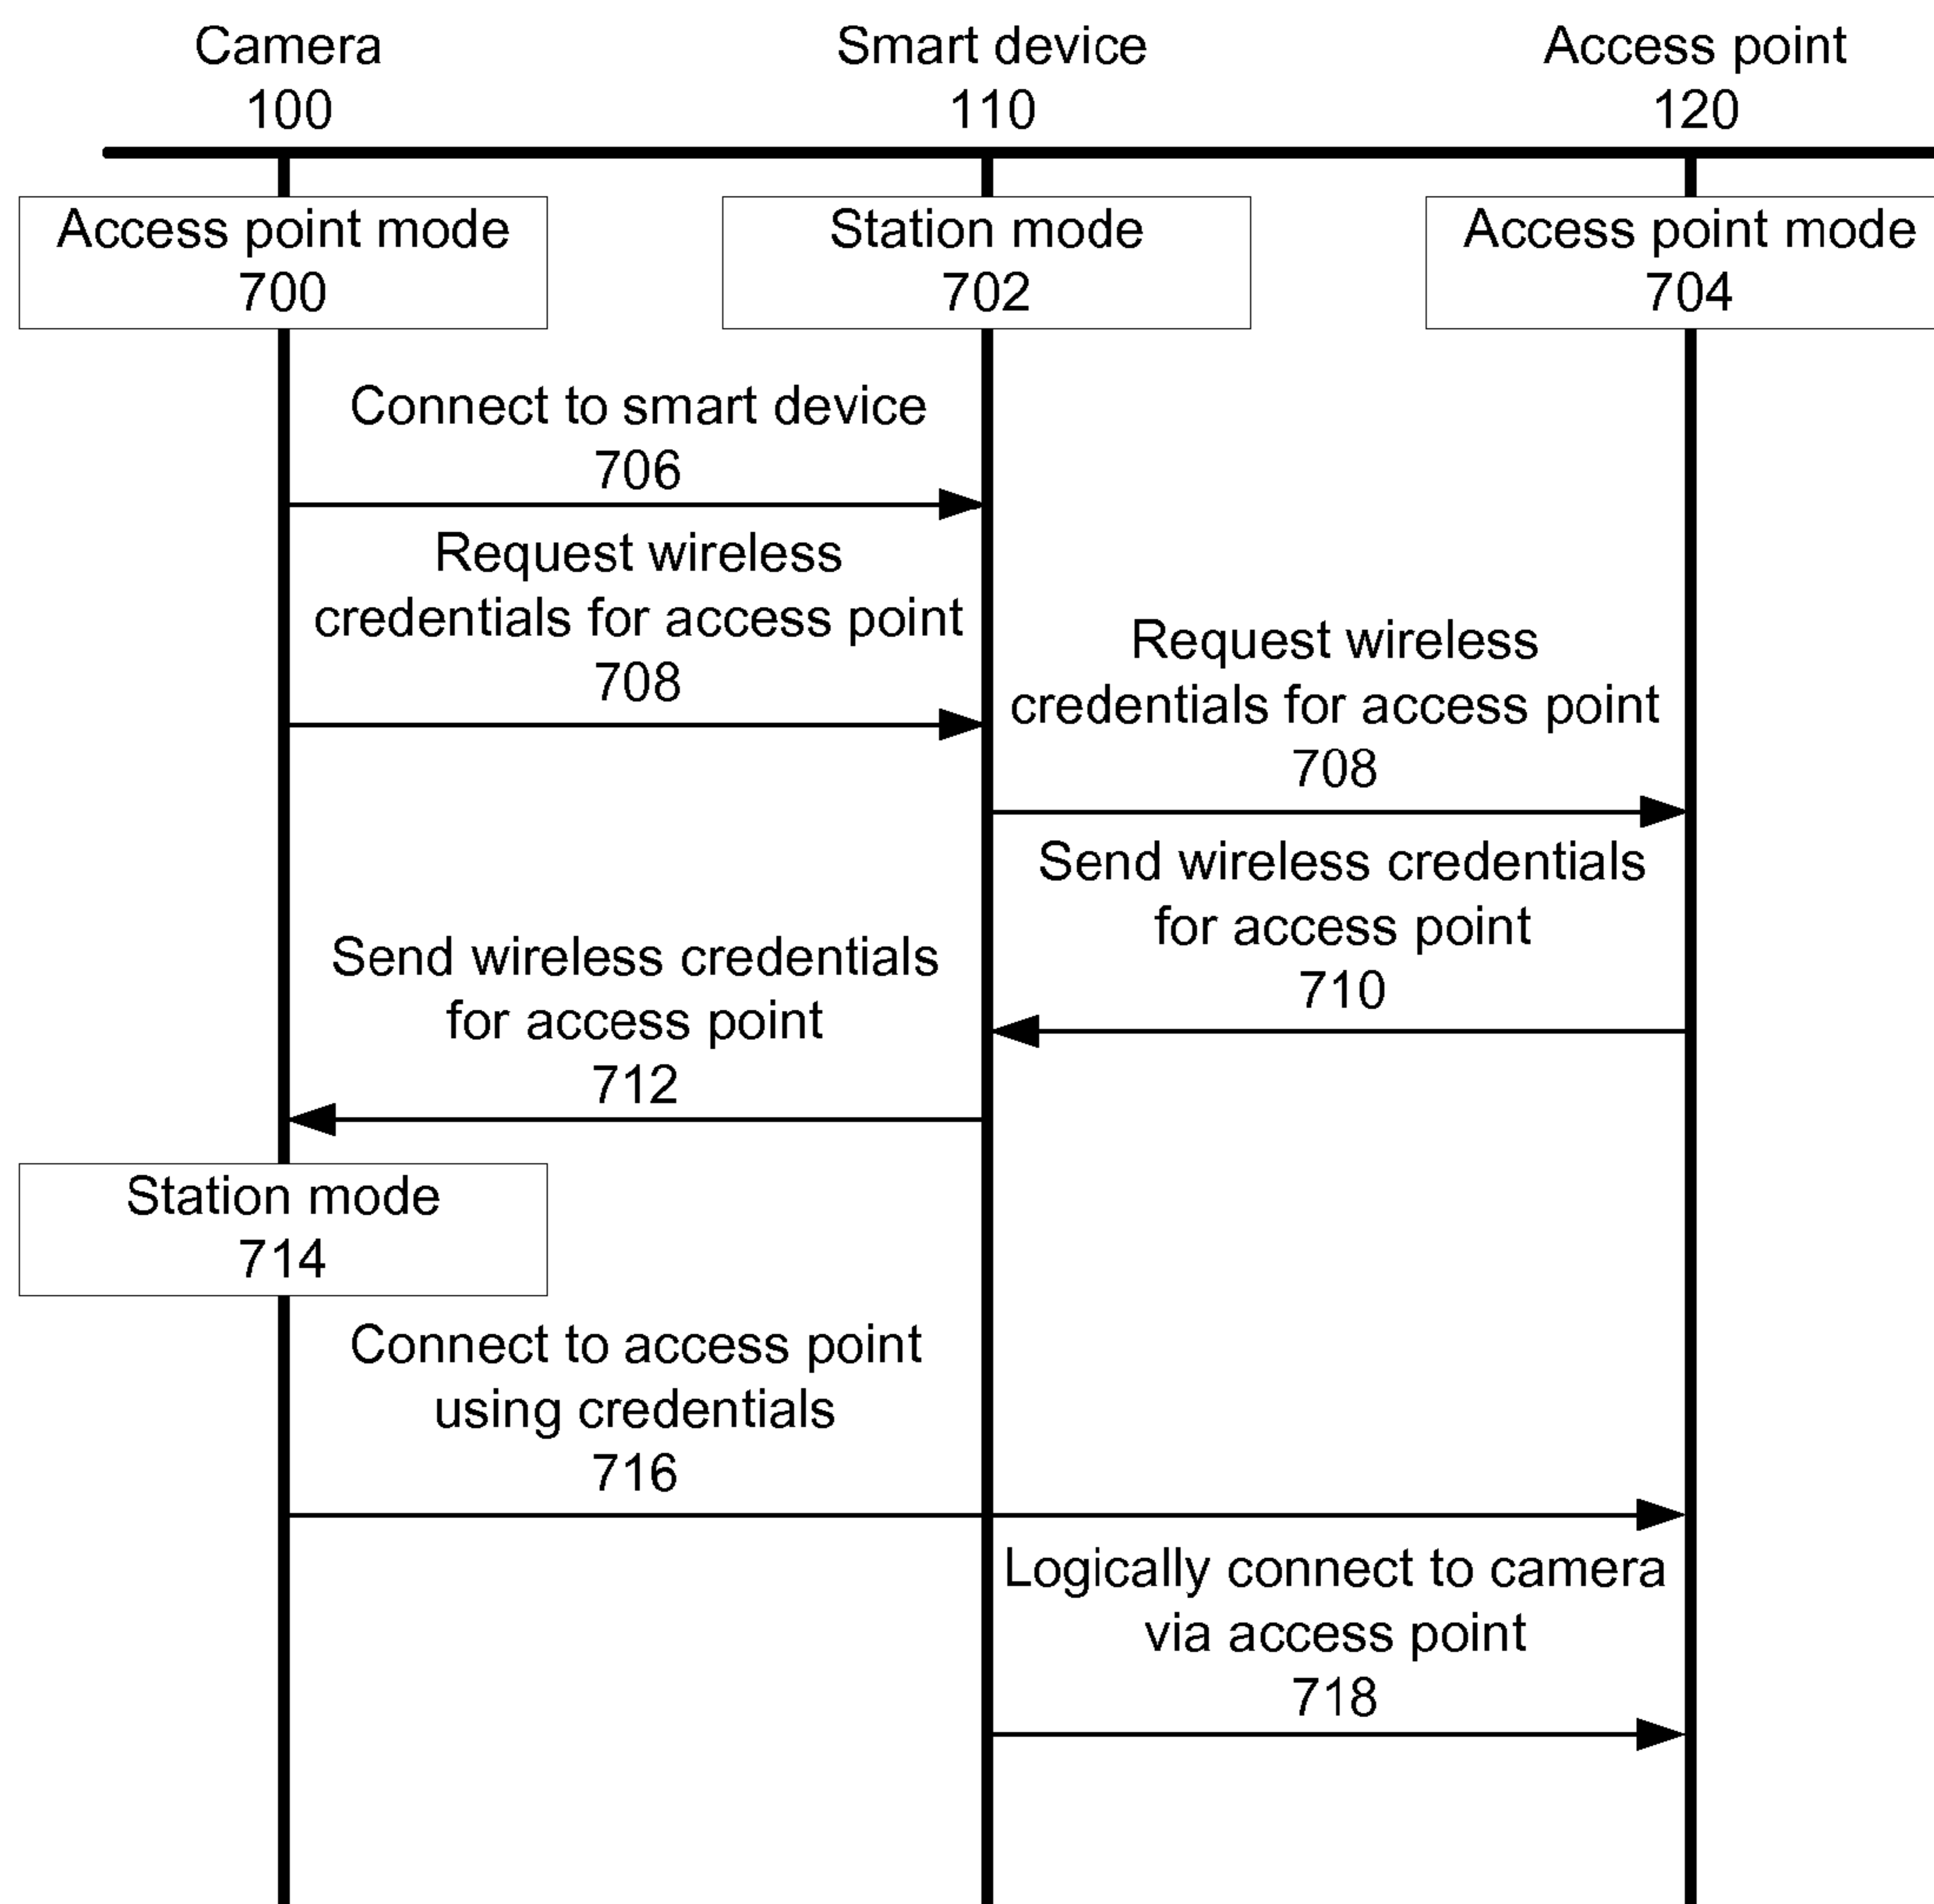 Camera
100
Smart device
110
Access point
120
Access point mode
700
Station mode
702
Access point mode
704
Connect to smart device
706
Request wireless
credentials for access point
708
Request wireless
credentials for access point
708
Send wireless credentials
for access point
710
Send wireless credentials
for access point
712
Station mode
714
Connect to access point
using credentials
716
Logically connect to camera
via access point
718